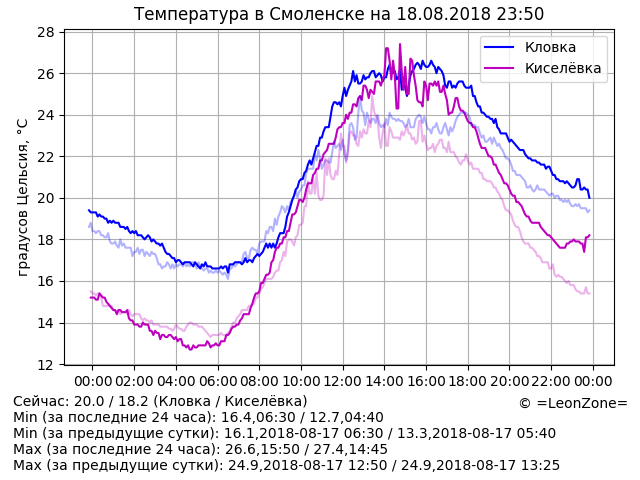 Температура в Смоленске на 18.08.2018 23:50
28
26
24
22
20
18
16
14
12
градусов Цельсия, °C
Кловка
Киселёвка
00:00 02:00 04:00 06:00 08:00 10:00 12:00 14:00 16:00 18:00 20:00 22:00 00:00
Сейчас: 20.0 / 18.2 (Кловка / Киселёвка)
© =LeonZone=
Min (за последние 24 часа): 16.4,06:30 / 12.7,04:40
Min (за предыдущие сутки): 16.1,2018-08-17 06:30 / 13.3,2018-08-17 05:40
Max (за последние 24 часа): 26.6,15:50 / 27.4,14:45
Max (за предыдущие сутки): 24.9,2018-08-17 12:50 / 24.9,2018-08-17 13:25